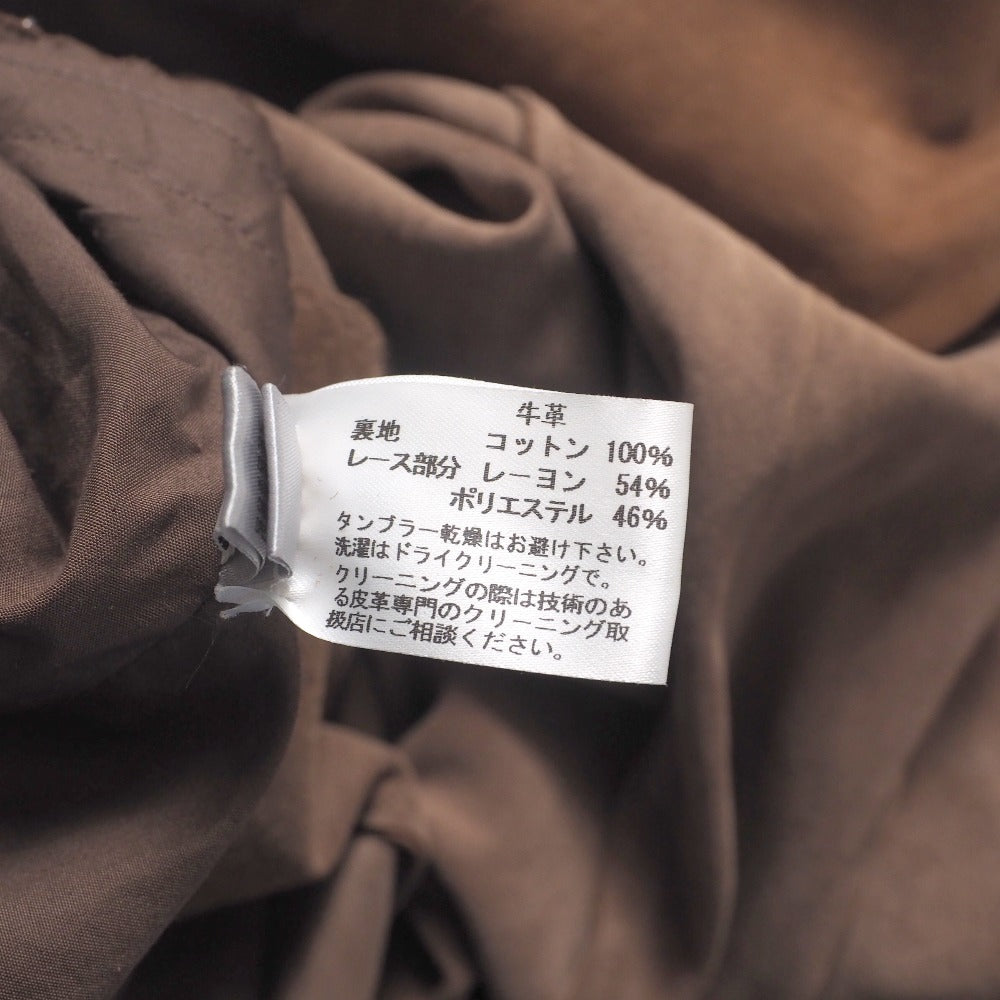 牛革
裏地 コットン 100%
レース部分 レーヨン 54%
ポリエステル 46%
タンブラー乾燥はお避け下さい。
洗濯はドライクリーニングで。
クリーニングの際は技術のあ
る皮革専門のクリーニング取
扱店にご相談ください。